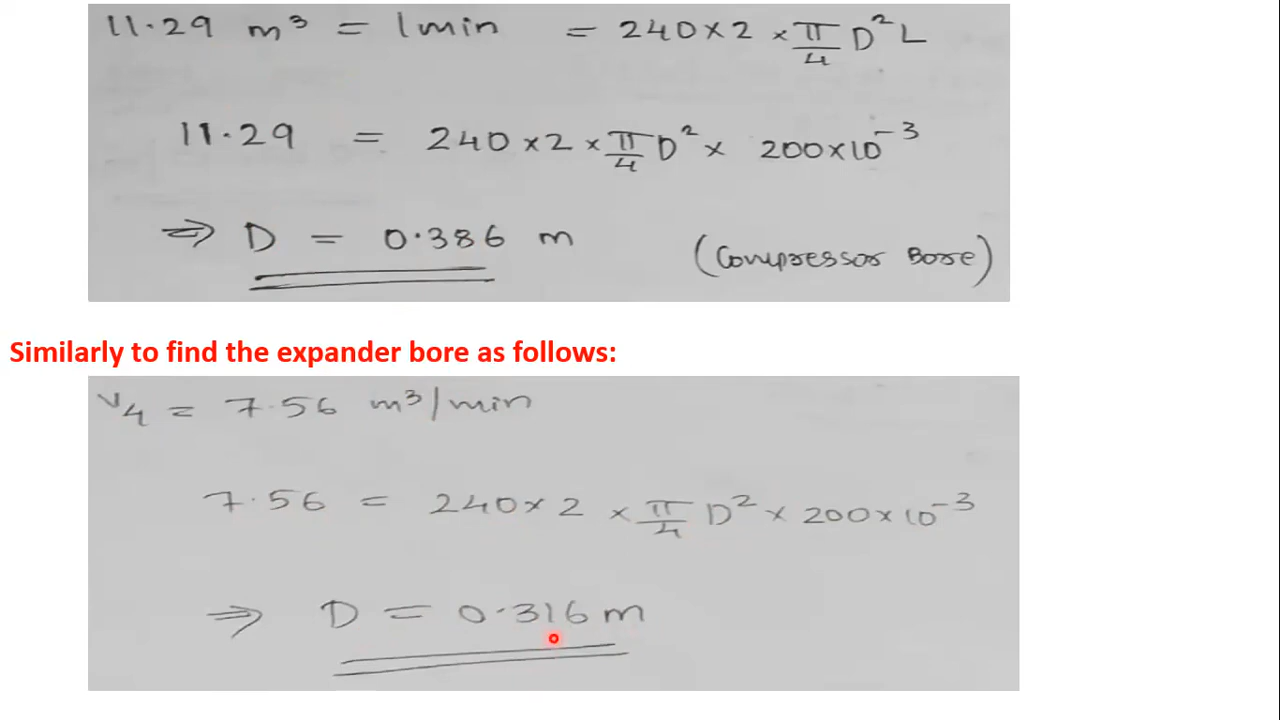 11.29 m³ = 1min = 240×2 × π/4 D² L
11.29 = 240×2× π/4 D² × 200×10⁻³
⇒ D = 0.386 m (Compressor Bore)
Similarly to find the expander bore as follows:
V₄ = 7.56 m³/min
7.56 = 240×2 × π/4 D² × 200×10⁻³
⇒ D = 0.316 m